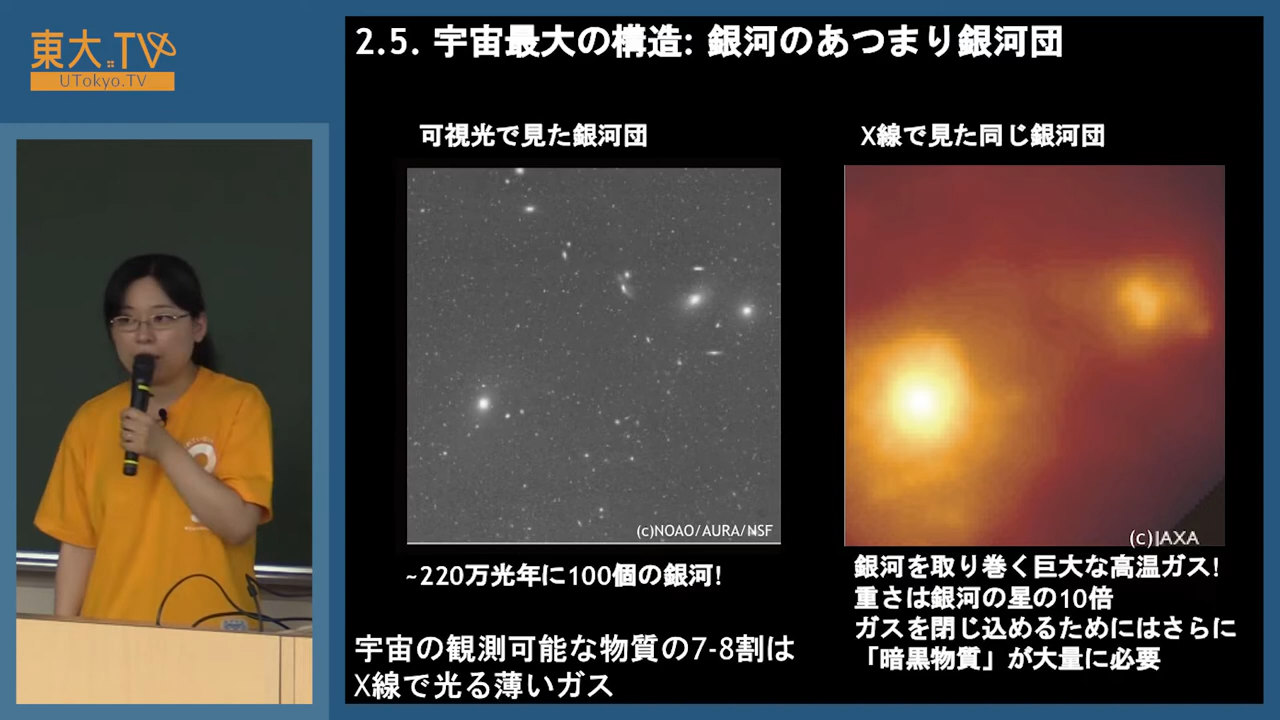 東大.TV
UTokyo.TV
2.5. 宇宙最大の構造: 銀河のあつまり銀河団
可視光で見た銀河団
X線で見た同じ銀河団
(c)NOAO/AURA/NSF
(c)JAXA
~220万光年に100個の銀河!
銀河を取り巻く巨大な高温ガス!
重さは銀河の星の10倍
ガスを閉じ込めるためにはさらに
「暗黒物質」が大量に必要
宇宙の観測可能な物質の7-8割は
X線で光る薄いガス